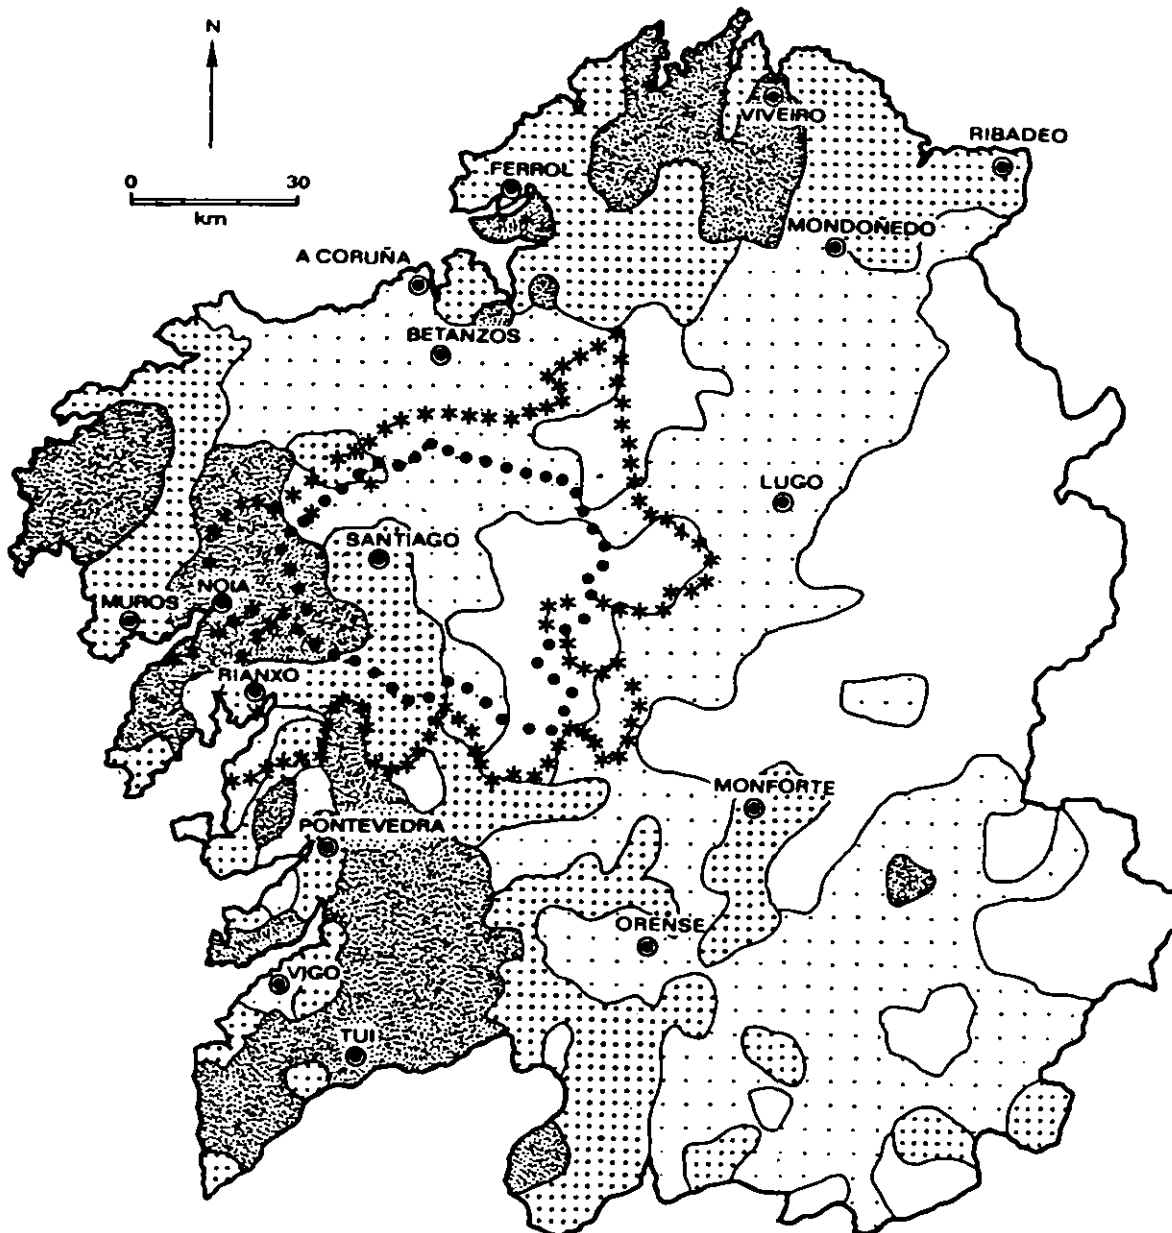 N
0 30
km
VIVEIRO
RIBADEO
FERROL
MONDOÑEDO
A CORUÑA
BETANZOS
LUGO
SANTIAGO
NOIA
MUROS
RIANXO
MONFORTE
PONTEVEDRA
ORENSE
VIGO
TUI